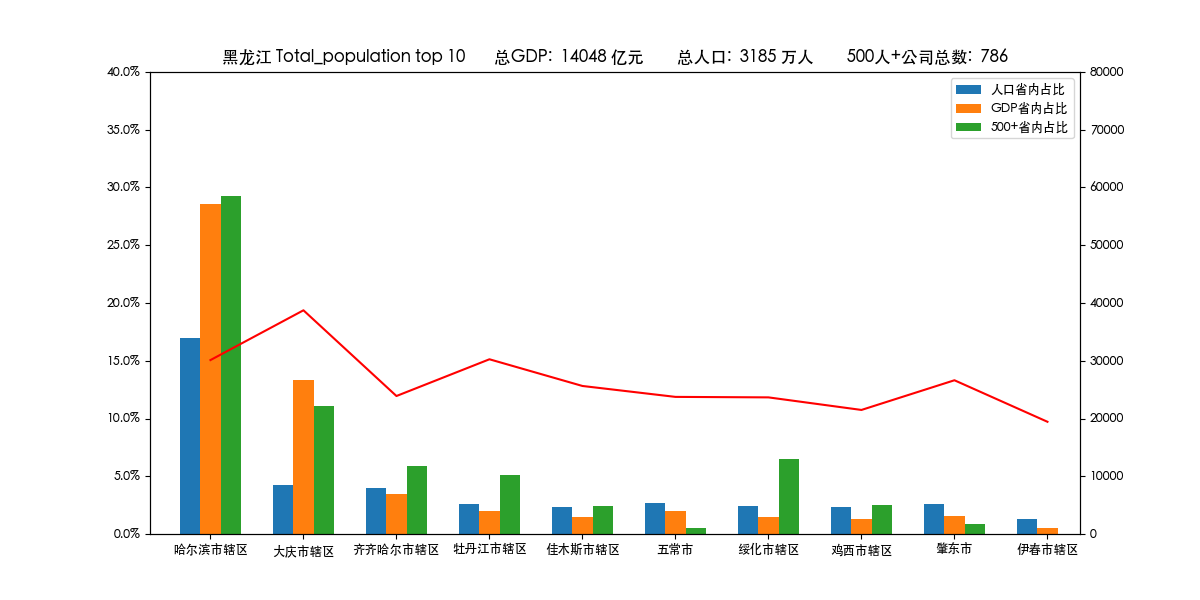 黑龙江 Total_population top 10 总GDP: 14048 亿元 总人口: 3185 万人 500人+公司总数: 786
40.0%
35.0%
30.0%
25.0%
20.0%
15.0%
10.0%
5.0%
0.0%
80000
70000
60000
50000
40000
30000
20000
10000
0
人口省内占比
GDP省内占比
500+省内占比
哈尔滨市辖区
大庆市辖区
齐齐哈尔市辖区
牡丹江市辖区
佳木斯市辖区
五常市
绥化市辖区
鸡西市辖区
肇东市
伊春市辖区